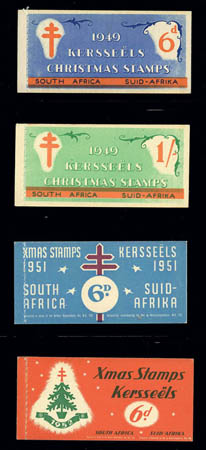 1949
6d
KERSSEËLS
CHRISTMAS STAMPS
SOUTH AFRICA SUID-AFRIKA
1949
1/-
KERSSEËLS
CHRISTMAS STAMPS
SOUTH AFRICA SUID-AFRIKA
XMAS STAMPS KERSSEËLS
1951 1951
SOUTH AFRICA
6D.
SUID-AFRIKA
Xmas Stamps
Kersseëls
6d
1952
SOUTH AFRICA SUID-AFRIKA